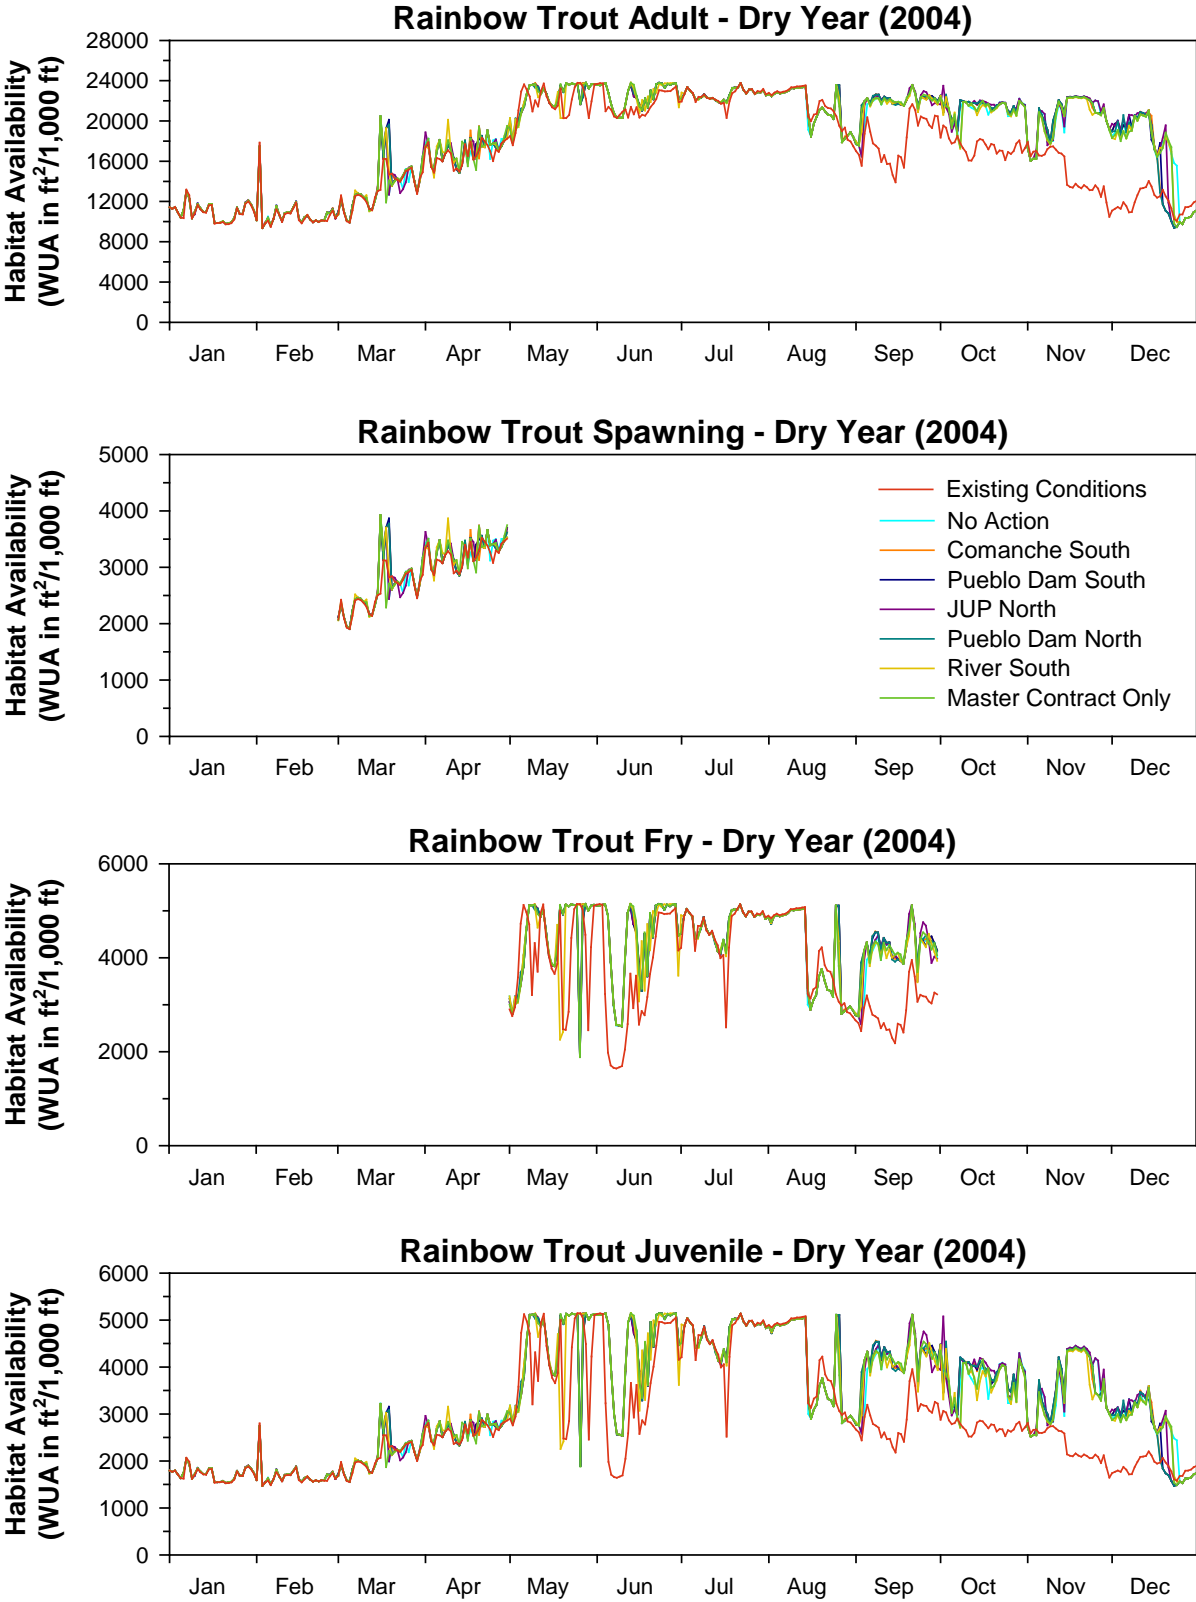 Rainbow Trout Adult - Dry Year (2004)
Habitat Availability
(WUA in ft²/1,000 ft)
28000
24000
20000
16000
12000
8000
4000
0
Jan Feb Mar Apr May Jun Jul Aug Sep Oct Nov Dec
Rainbow Trout Spawning - Dry Year (2004)
Habitat Availability
(WUA in ft²/1,000 ft)
5000
4000
3000
2000
1000
0
Existing Conditions
No Action
Comanche South
Pueblo Dam South
JUP North
Pueblo Dam North
River South
Master Contract Only
Jan Feb Mar Apr May Jun Jul Aug Sep Oct Nov Dec
Rainbow Trout Fry - Dry Year (2004)
Habitat Availability
(WUA in ft²/1,000 ft)
6000
4000
2000
0
Jan Feb Mar Apr May Jun Jul Aug Sep Oct Nov Dec
Rainbow Trout Juvenile - Dry Year (2004)
Habitat Availability
(WUA in ft²/1,000 ft)
6000
5000
4000
3000
2000
1000
0
Jan Feb Mar Apr May Jun Jul Aug Sep Oct Nov Dec